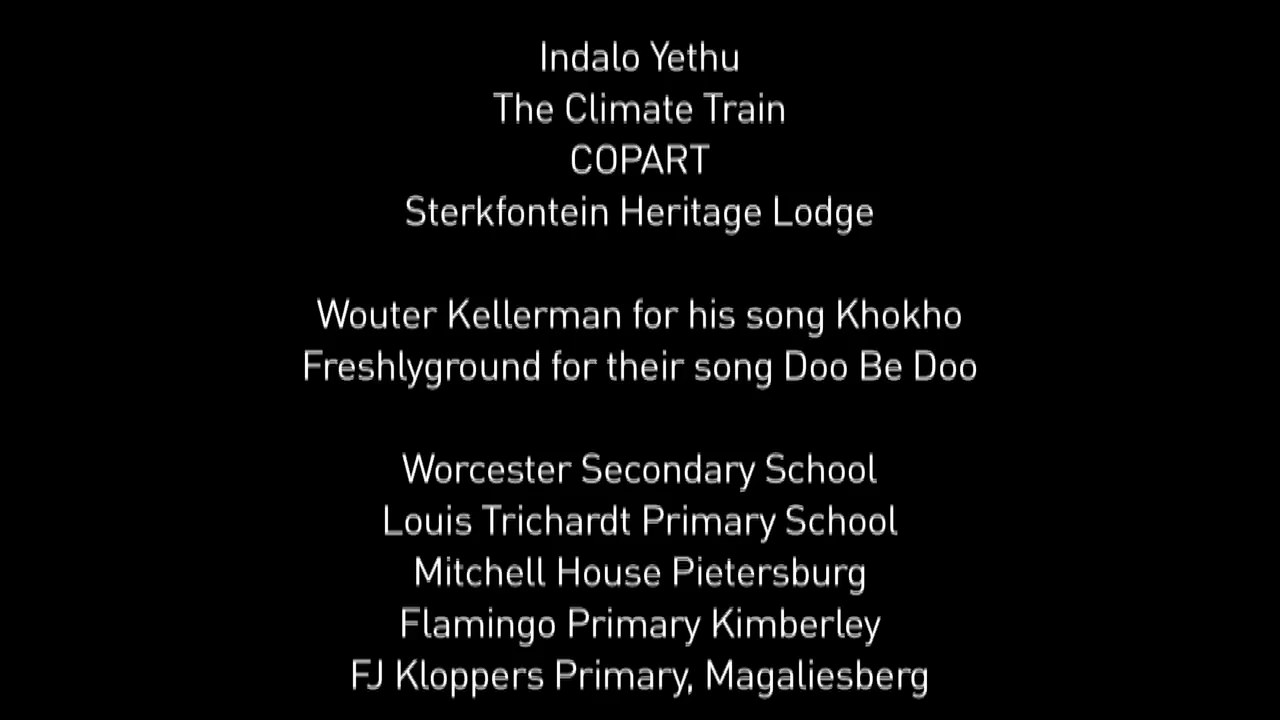 Indalo Yethu
The Climate Train
COPART
Sterkfontein Heritage Lodge
Wouter Kellerman for his song Khokho
Freshlyground for their song Doo Be Doo
Worcester Secondary School
Louis Trichardt Primary School
Mitchell House Pietersburg
Flamingo Primary Kimberley
FJ Kloppers Primary, Magaliesberg